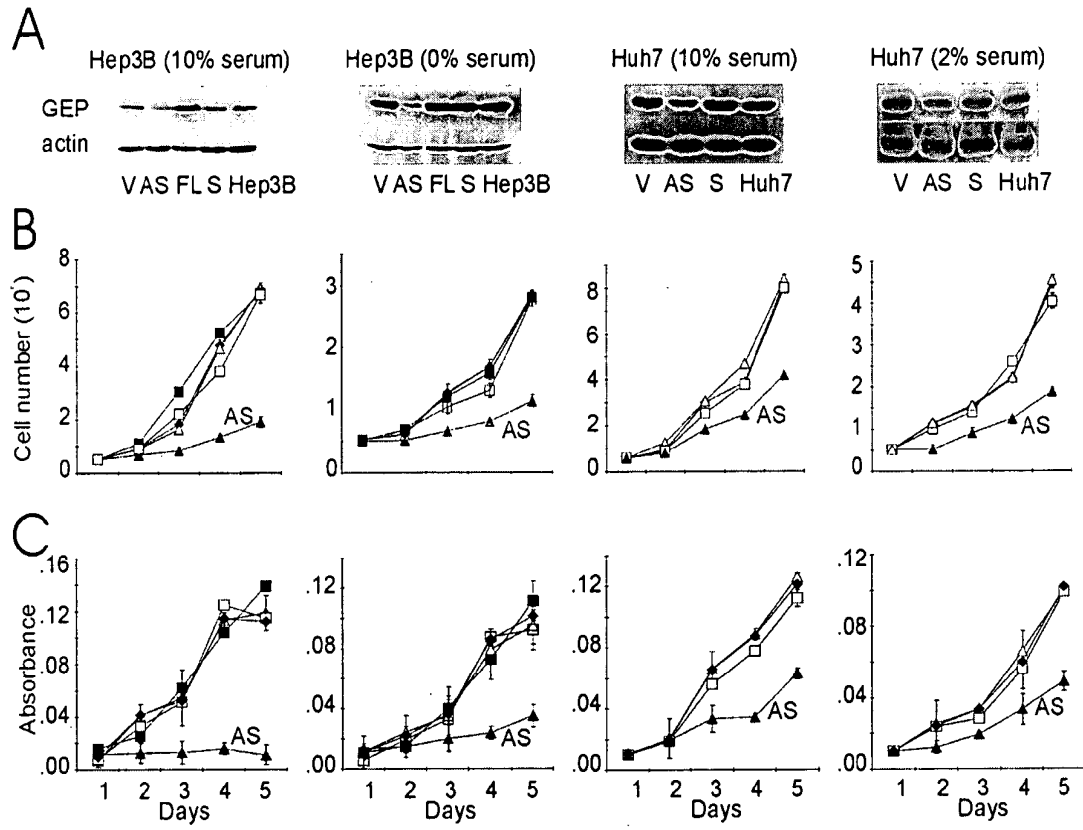 A
Hep3B (10% serum) Hep3B (0% serum) Huh7 (10% serum) Huh7 (2% serum)
GEP
actin
V AS FL S Hep3B V AS FL S Hep3B V AS S Huh7 V AS S Huh7
B
Cell number (10
8 3 8 5
6 2 6 4
4 1 4 3
2 0 2 2
0 0 1
0
AS AS AS AS
C
Absorbance
.16 .12 .12 .12
.12 .08 .08 .08
.08 .04 .04 .04
.04 .00 .00 .00
.00
AS AS AS AS
1 2 3 4 5 1 2 3 4 5 1 2 3 4 5 1 2 3 4 5
Days Days Days Days